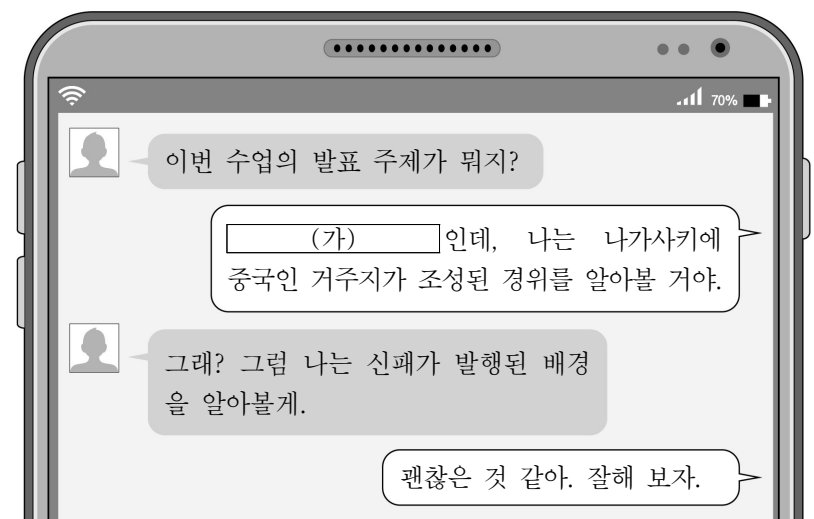 70%
이번 수업의 발표 주제가 뭐지?
(가) 인데, 나는 나가사키에
중국인 거주지가 조성된 경위를 알아볼 거야.
그래? 그럼 나는 신패가 발행된 배경
을 알아볼게.
괜찮은 것 같아. 잘해 보자.